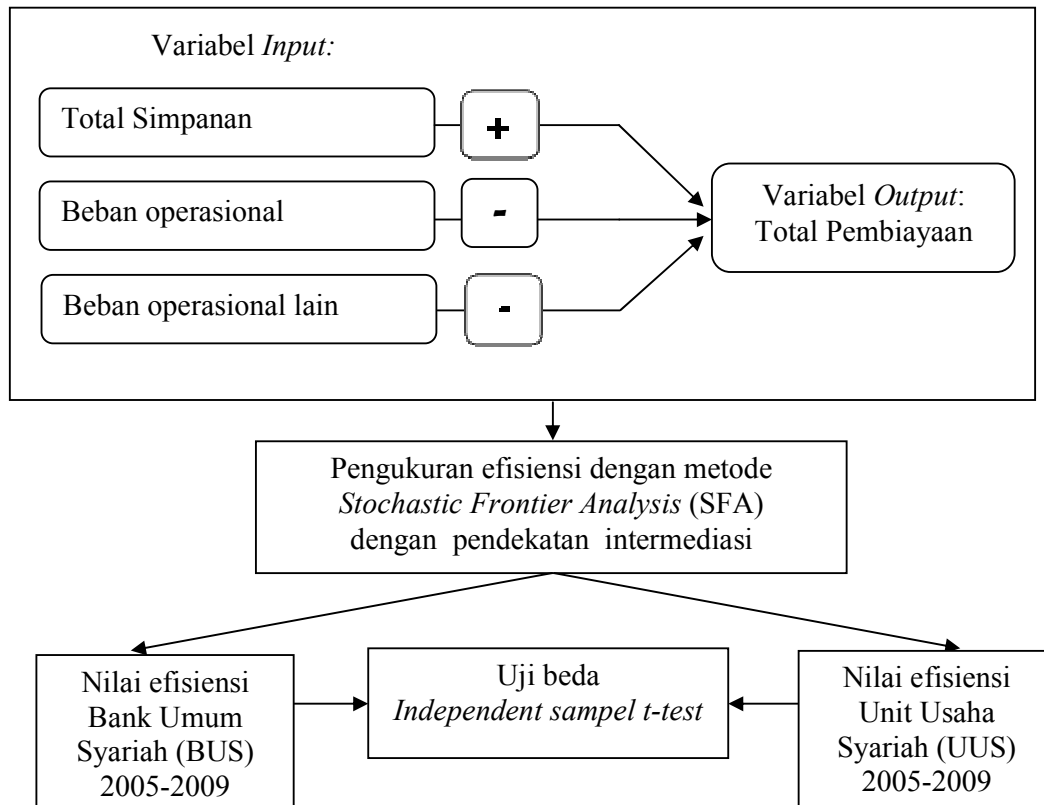 Variabel Input:
Total Simpanan
+
Beban operasional
-
Beban operasional lain
-
Variabel Output:
Total Pembiayaan
Pengukuran efisiensi dengan metode
Stochastic Frontier Analysis (SFA)
dengan pendekatan intermediasi
Nilai efisiensi
Bank Umum
Syariah (BUS)
2005-2009
Uji beda
Independent sampel t-test
Nilai efisiensi
Unit Usaha
Syariah (UUS)
2005-2009